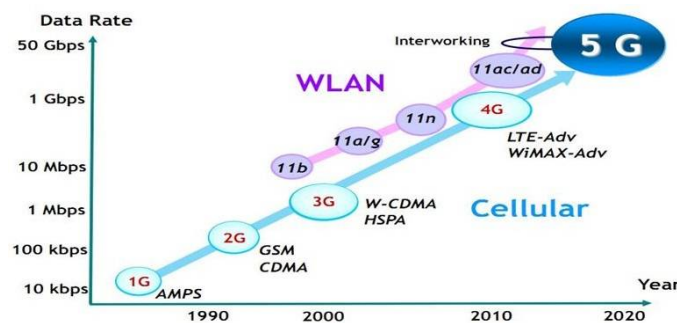 Data Rate
50 Gbps
Interworking
5 G
WLAN
11ac/ad
1 Gbps
4G
11n
LTE-Adv
WiMAX-Adv
11a/g
10 Mbps
11b
3G
W-CDMA
HSPA
1 Mbps
Cellular
2G
GSM
CDMA
100 kbps
1G
AMPS
10 kbps
Year
1990
2000
2010
2020